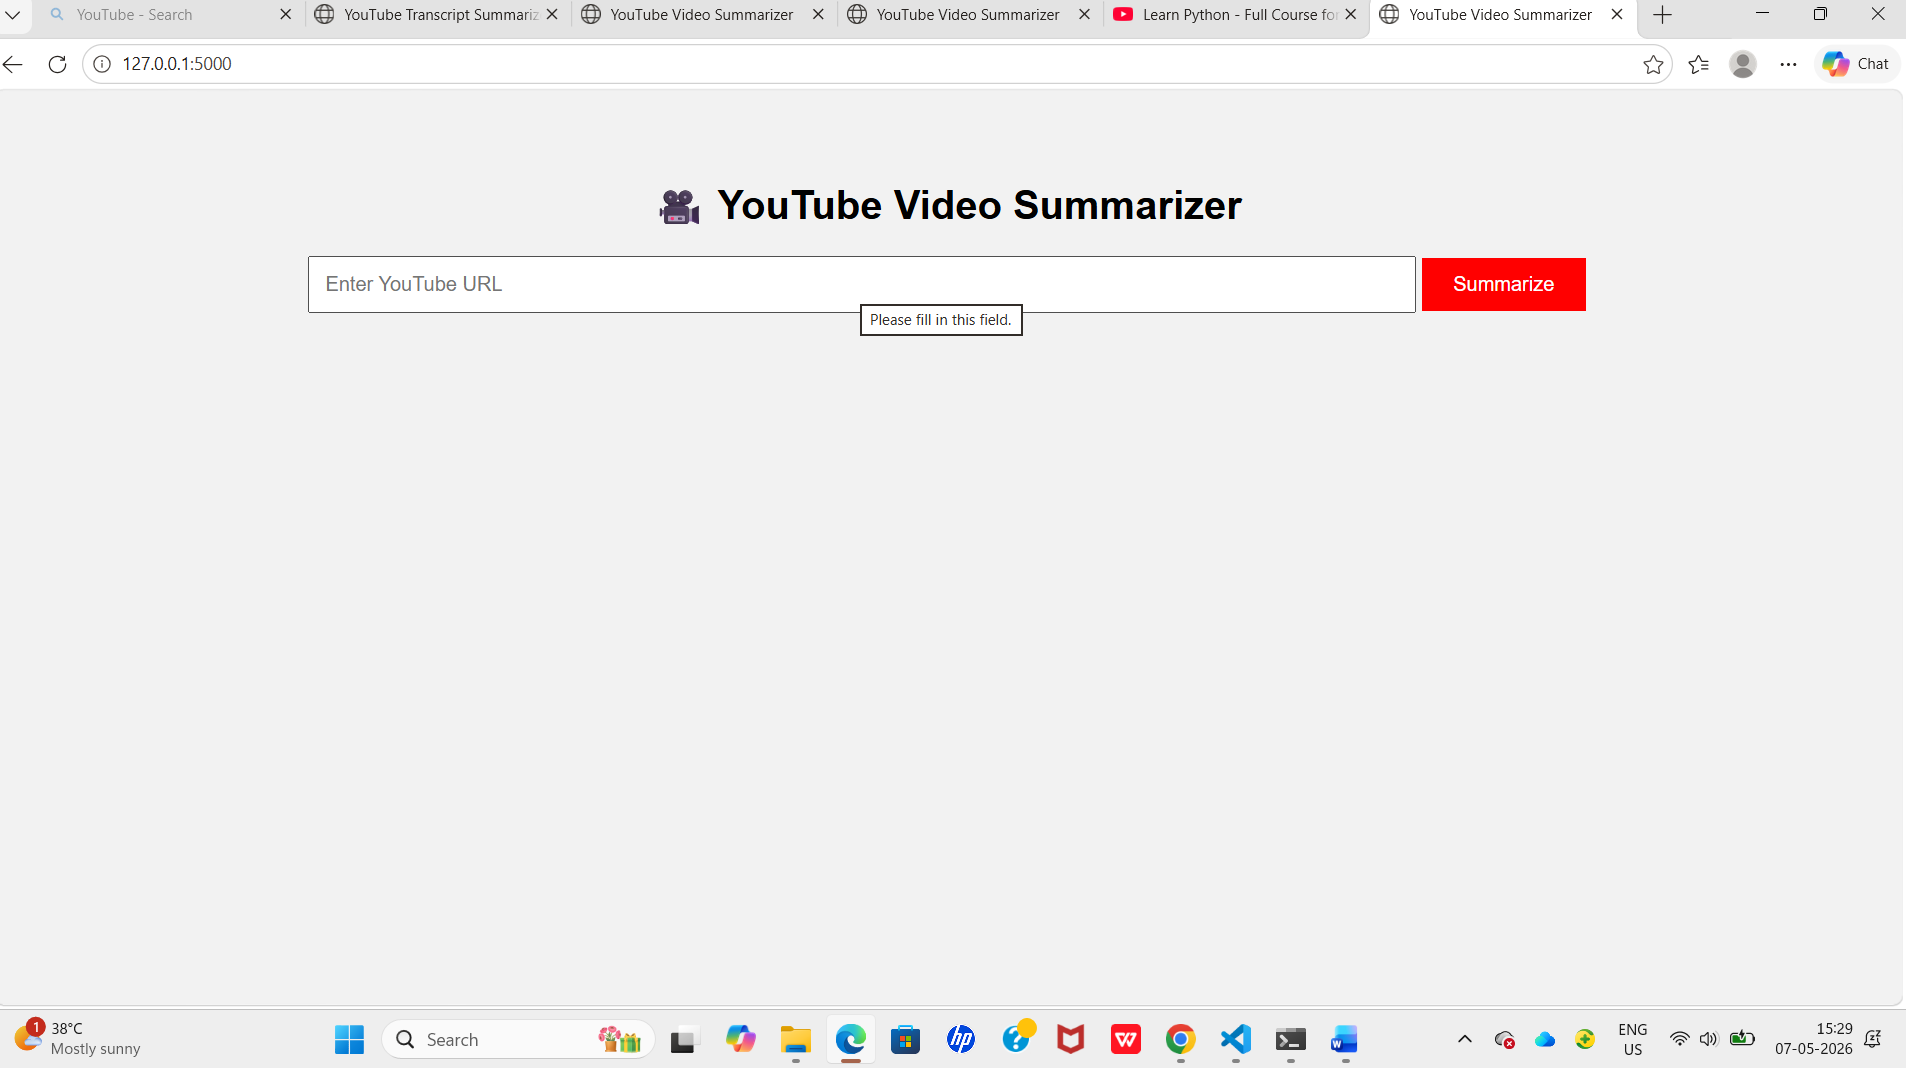 YouTube - Search
YouTube Transcript Summariz
YouTube Video Summarizer
YouTube Video Summarizer
Learn Python - Full Course for
YouTube Video Summarizer
127.0.0.1:5000
Chat
YouTube Video Summarizer
Enter YouTube URL
Summarize
Please fill in this field.
1
38°C
Mostly sunny
Search
hp
?
W
W
ENG
US
15:29
07-05-2026